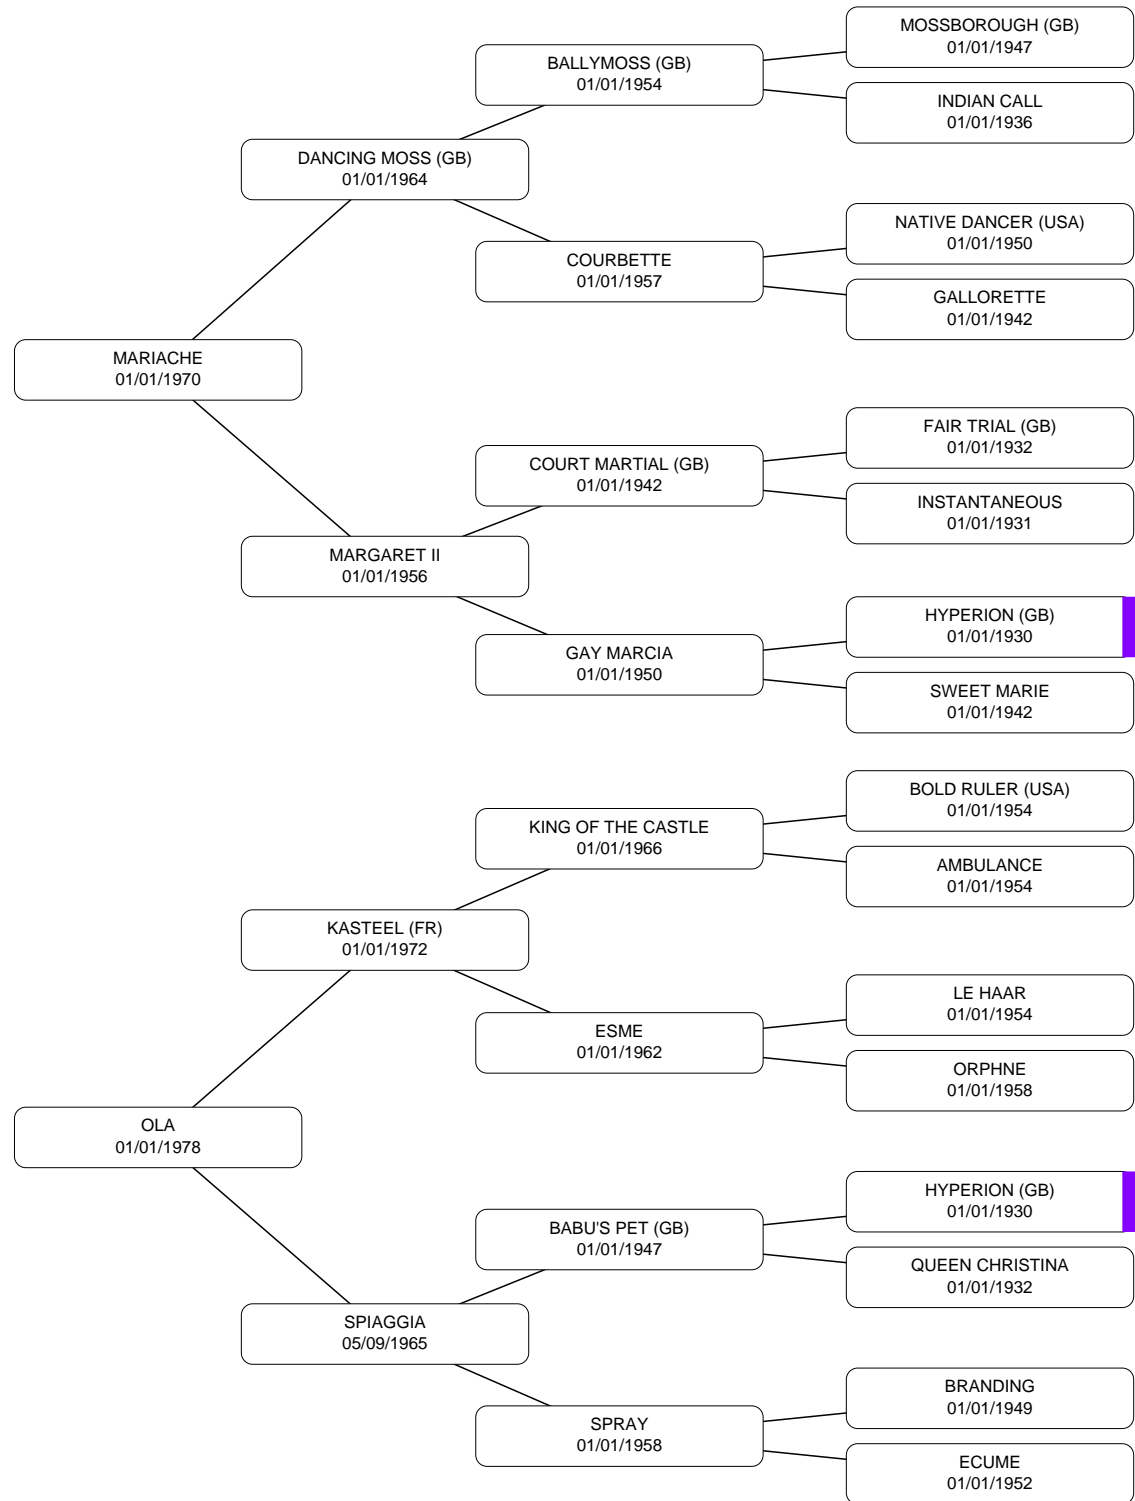 MOSSBOROUGH (GB)
01/01/1947
BALLYMOSS (GB)
01/01/1954
INDIAN CALL
01/01/1936
DANCING MOSS (GB)
01/01/1964
NATIVE DANCER (USA)
01/01/1950
COURBETTE
01/01/1957
GALLORETTE
01/01/1942
MARIACHE
01/01/1970
FAIR TRIAL (GB)
01/01/1932
COURT MARTIAL (GB)
01/01/1942
INSTANTANEOUS
01/01/1931
MARGARET II
01/01/1956
HYPERION (GB)
01/01/1930
GAY MARCIA
01/01/1950
SWEET MARIE
01/01/1942
BOLD RULER (USA)
01/01/1954
KING OF THE CASTLE
01/01/1966
AMBULANCE
01/01/1954
KASTEEL (FR)
01/01/1972
LE HAAR
01/01/1954
ESME
01/01/1962
ORPHNE
01/01/1958
OLA
01/01/1978
HYPERION (GB)
01/01/1930
BABU'S PET (GB)
01/01/1947
QUEEN CHRISTINA
01/01/1932
SPIAGGIA
05/09/1965
BRANDING
01/01/1949
SPRAY
01/01/1958
ECUME
01/01/1952